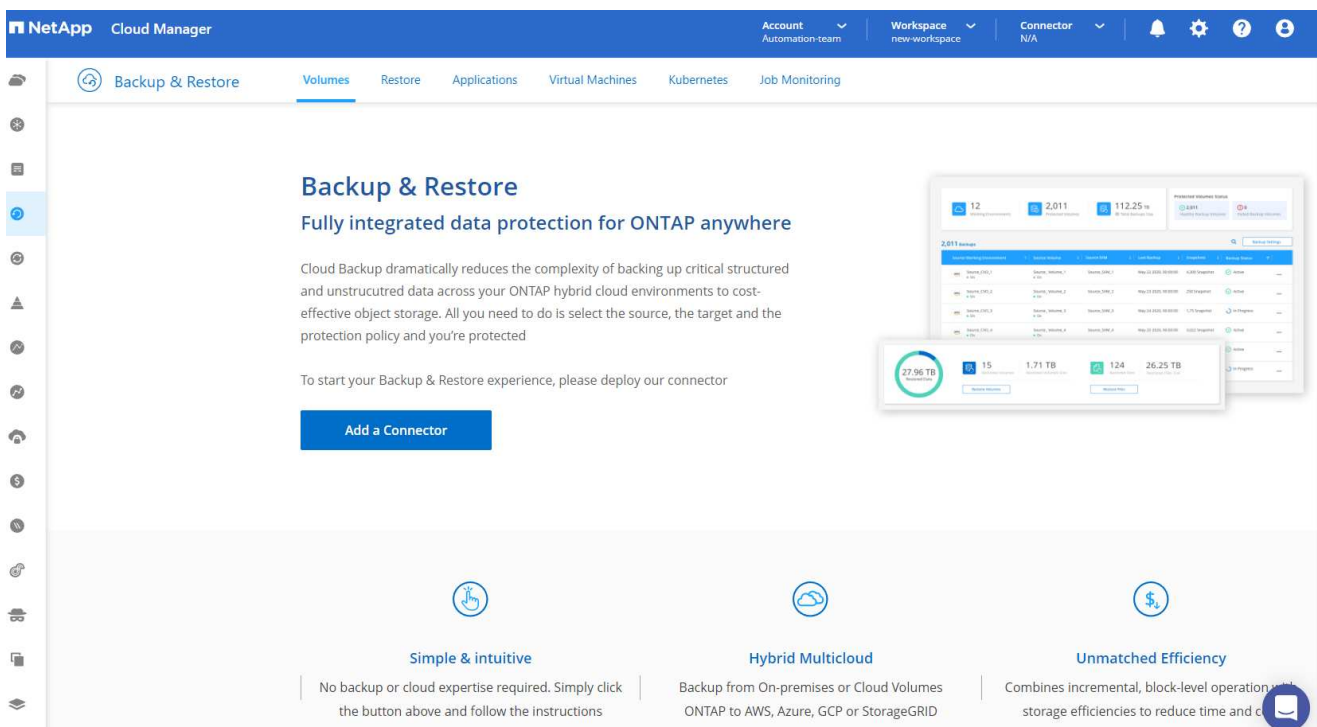 NetApp Cloud Manager
Account
Automation-team
Workspace
new-workspace
Connector
N/A
Backup & Restore
Volumes Restore Applications Virtual Machines Kubernetes Job Monitoring
Backup & Restore
Fully integrated data protection for ONTAP anywhere
Cloud Backup dramatically reduces the complexity of backing up critical structured
and unstrucutred data across your ONTAP hybrid cloud environments to cost-
effective object storage. All you need to do is select the source, the target and the
protection policy and you're protected
To start your Backup & Restore experience, please deploy our connector
Add a Connector
12
2,011
112.25 TB
Protected Volumes Status
2,011 Backups
Backup Settings
27.96 TB
15
1.71 TB
124
26.25 TB
Simple & intuitive
No backup or cloud expertise required. Simply click
the button above and follow the instructions
Hybrid Multicloud
Backup from On-premises or Cloud Volumes
ONTAP to AWS, Azure, GCP or StorageGRID
Unmatched Efficiency
Combines incremental, block-level operation
storage efficiencies to reduce time and